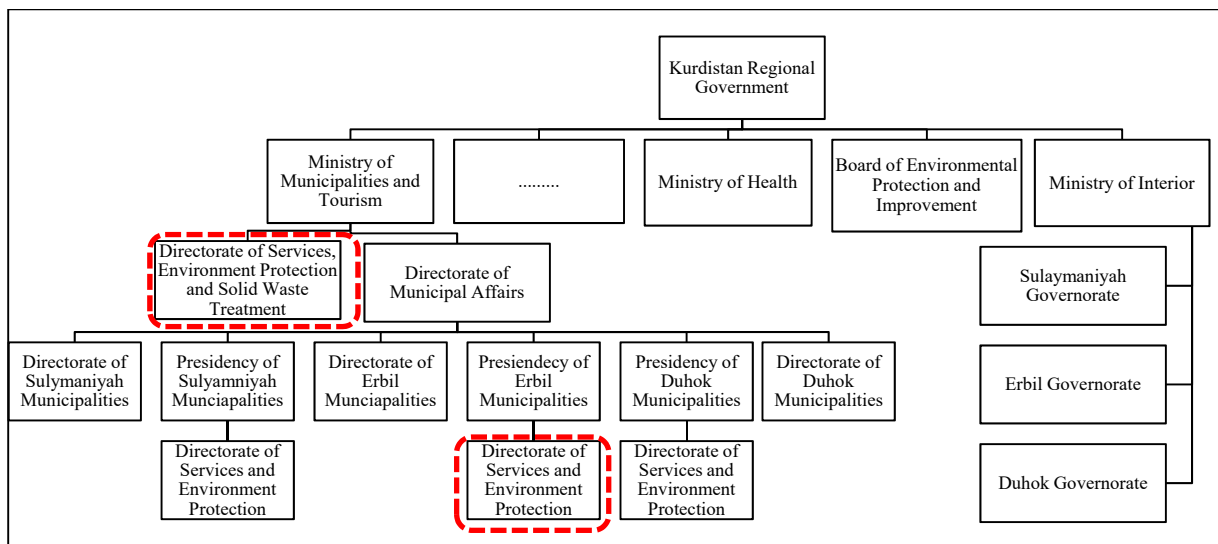 Kurdistan Regional
Government
Ministry of
Municipalities and
Tourism
.........
Ministry of Health
Board of Environmental
Protection and
Improvement
Ministry of Interior
Directorate of Services,
Environment Protection
and Solid Waste
Treatment
Directorate of
Municipal Affairs
Sulaymaniyah
Governorate
Erbil Governorate
Duhok Governorate
Directorate of
Sulymaniyah
Municipalities
Presidency of
Sulyamniyah
Munciapalities
Directorate of
Erbil
Munciapalities
Presiendecy of
Erbil
Municipalities
Presidency of
Duhok
Municipalities
Directorate of
Duhok
Municipalities
Directorate of
Services and
Environment
Protection
Directorate of
Services and
Environment
Protection
Directorate of
Services and
Environment
Protection